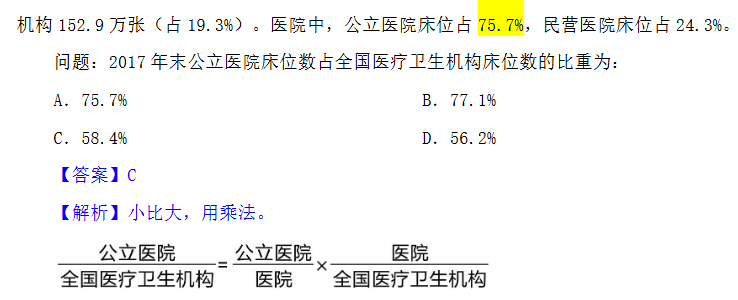 机构 152.9 万张（占 19.3%）。医院中，公立医院床位占 75.7%，民营医院床位占 24.3%。
问题：2017 年末公立医院床位数占全国医疗卫生机构床位数的比重为：
A. 75.7% B. 77.1%
C. 58.4% D. 56.2%
【答案】C
【解析】小比大，用乘法。
公立医院/全国医疗卫生机构=公立医院/医院×医院/全国医疗卫生机构